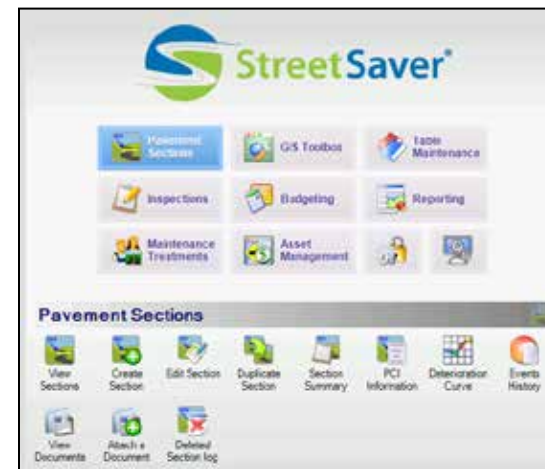 StreetSaver®
Pavement Sections
GIS Toolbox
Table Maintenance
Inspections
Budgeting
Reporting
Maintenance Treatments
Asset Management
Pavement Sections
View Sections
Create Section
Edit Section
Duplicate Section
Section Summary
PCI Information
Deterioration Curve
Events History
View Documents
Attach a Document
Deleted Section log